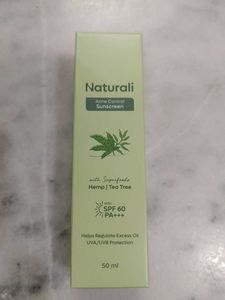 Naturali
Acne Control
Sunscreen
with Superfoods
Hemp | Tea Tree
SPF 60
PA+++
Helps Regulate Excess Oil
UVA/UVB Protection
50 ml